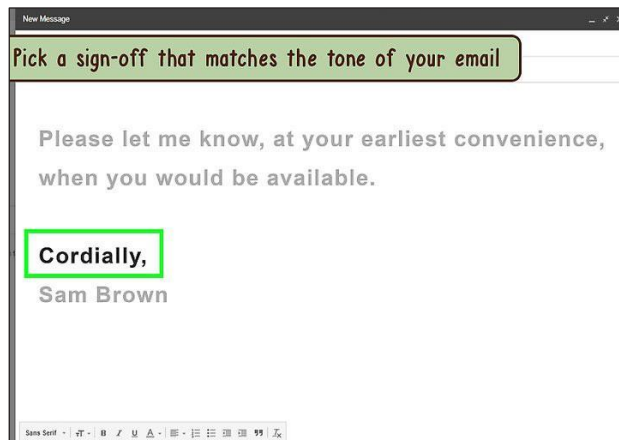 New Message
Pick a sign-off that matches the tone of your email
Please let me know, at your earliest convenience,
when you would be available.
Cordially,
Sam Brown
Sans Serif